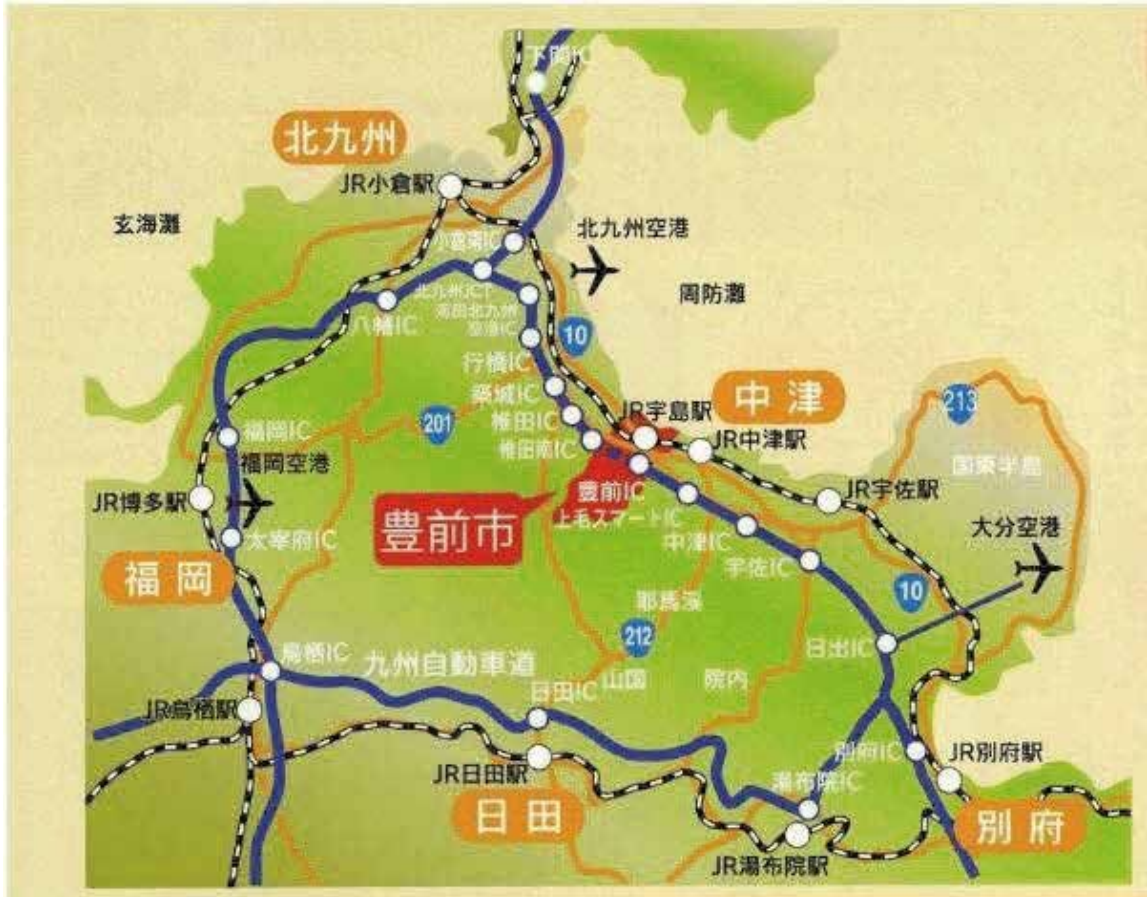 下関IC
北九州
JR小倉駅
玄海灘
小倉南IC
北九州空港
北九州JCT
周防灘
苅田北九州
空港IC
八幡IC
10
行橋IC
築城IC
椎田IC
椎田南IC
201
JR宇島駅
中津
JR中津駅
213
国東半島
福岡IC
福岡空港
JR博多駅
豊前市
豊前IC
上毛スマートIC
中津IC
宇佐IC
JR宇佐駅
大分空港
太宰府IC
福岡
10
耶馬渓
212
日出IC
鳥栖IC
九州自動車道
日田IC
山国
院内
JR鳥栖駅
JR日田駅
日田
別府IC
JR別府駅
湯布院IC
別府
JR湯布院駅